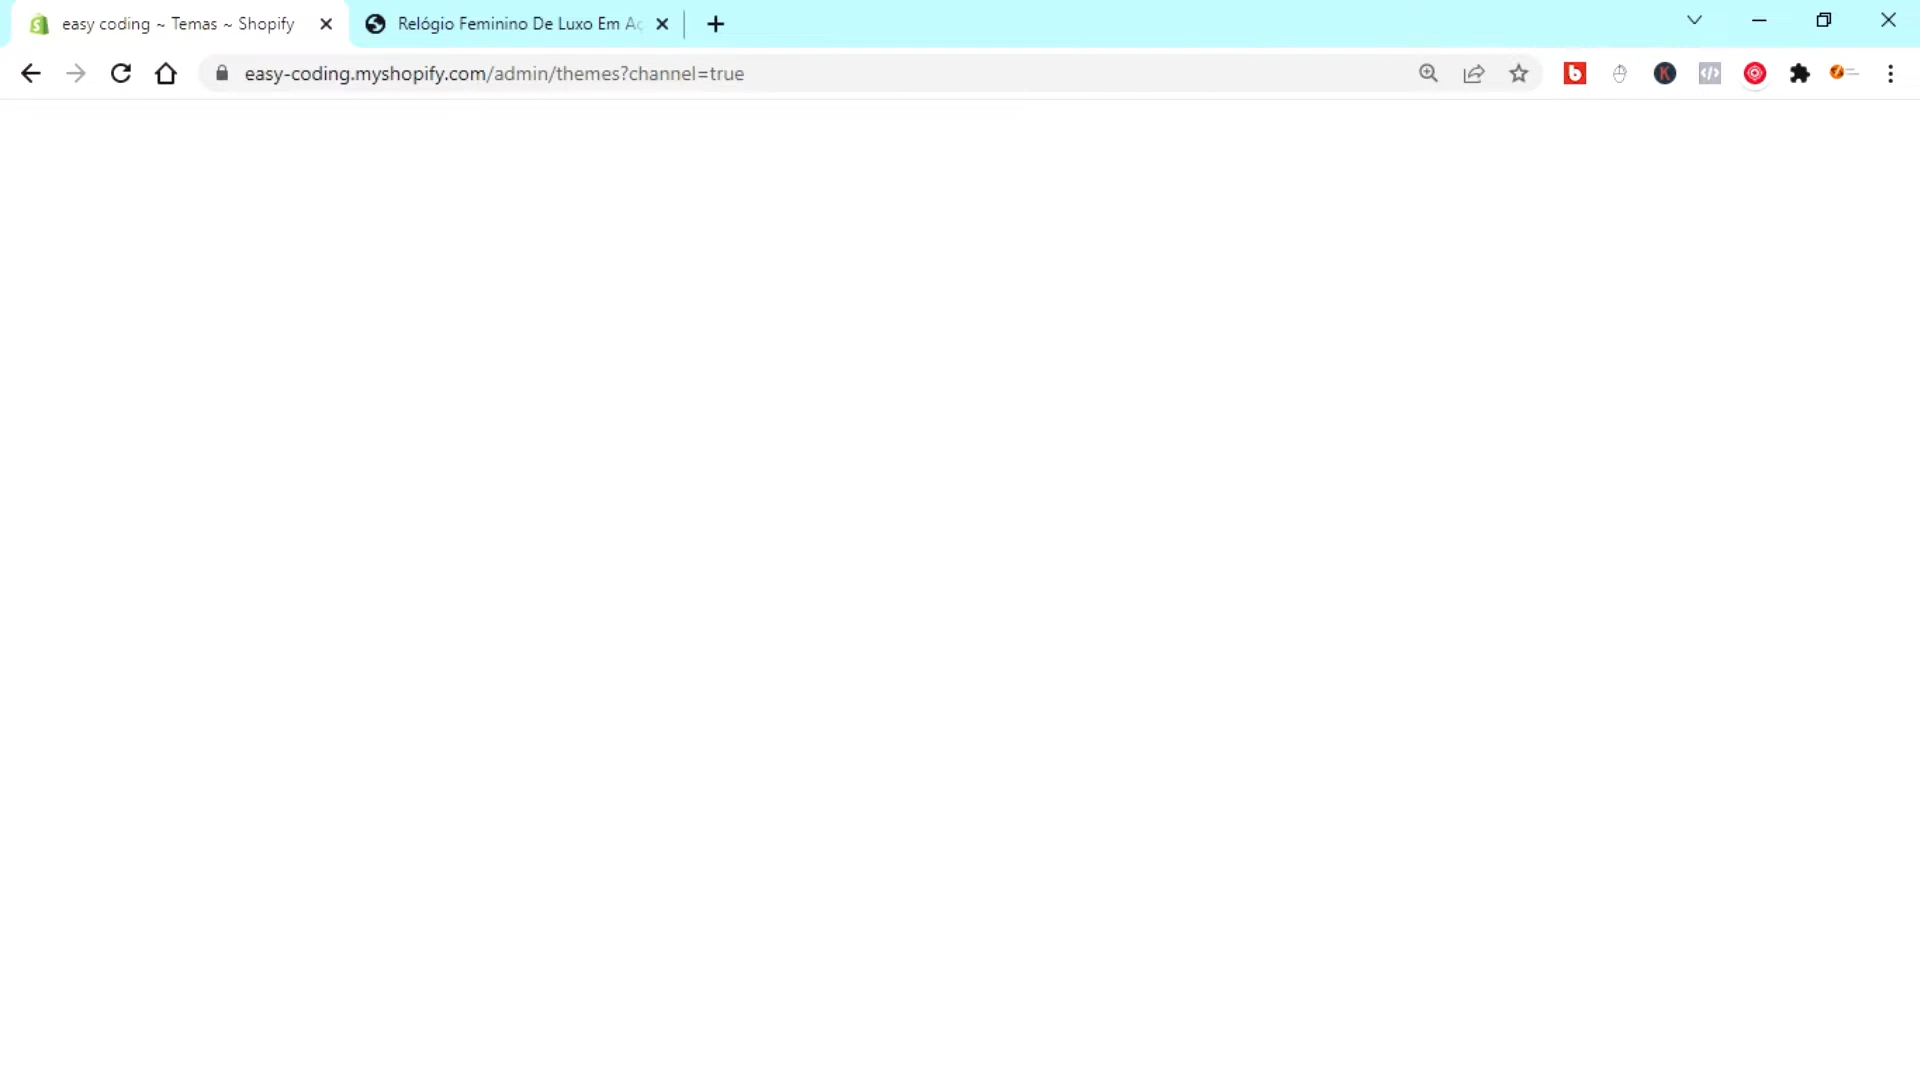 easy coding ~ Temas ~ Shopify
Relógio Feminino De Luxo Em
easy-coding.myshopify.com/admin/themes?channel=true